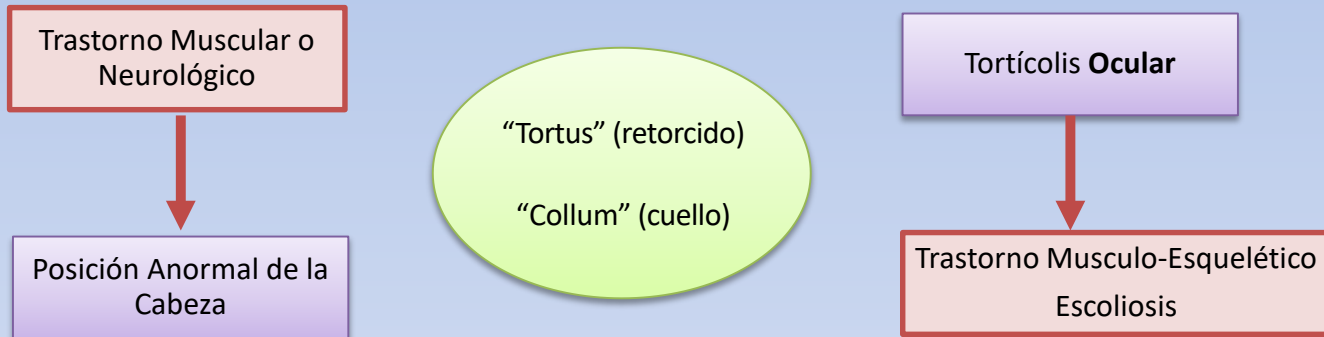 Trastorno Muscular o
Neurológico
Posición Anormal de la
Cabeza
“Tortus” (retorcido)
“Collum” (cuello)
Tortícolis Ocular
Trastorno Musculo-Esquelético
Escoliosis